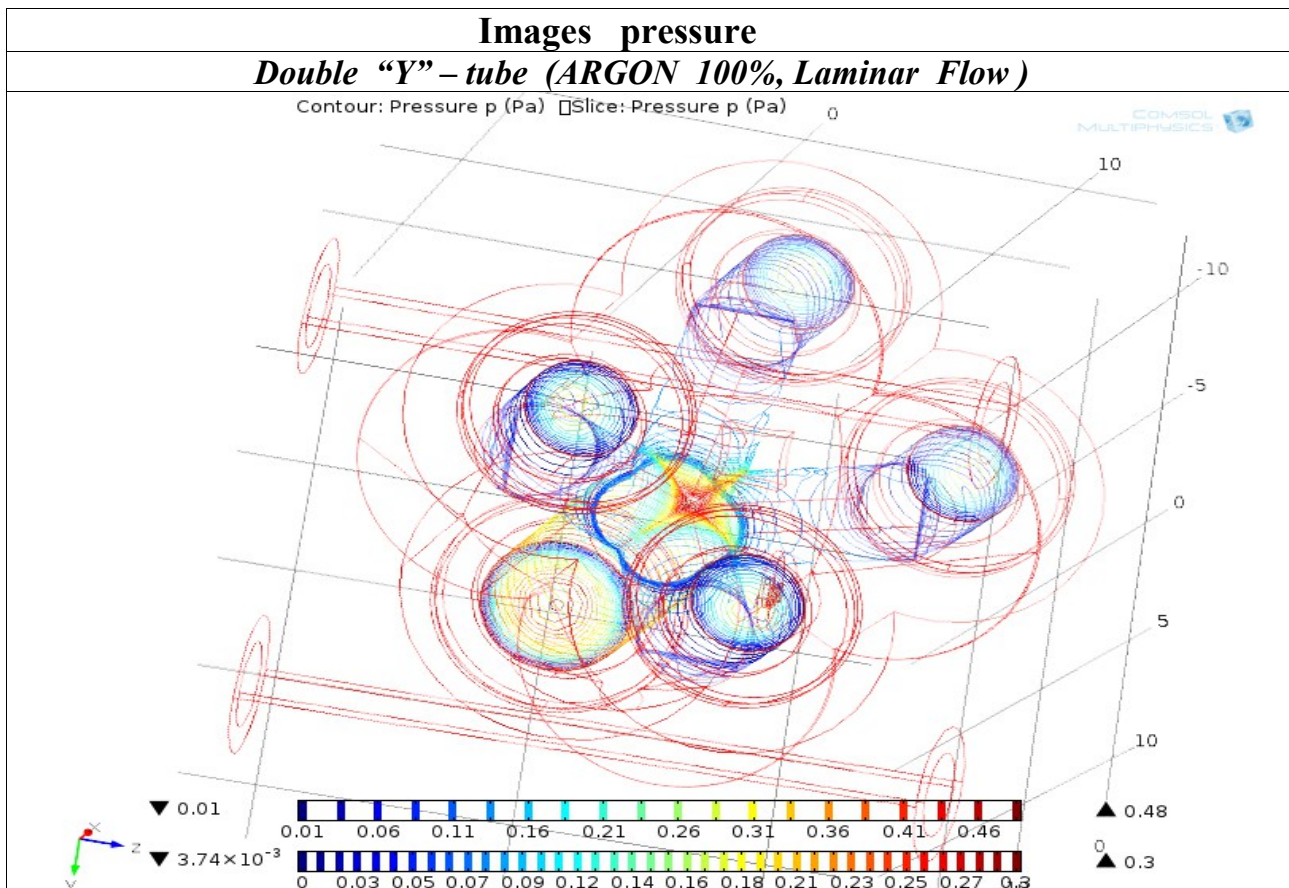 Images pressure
Double “Y” – tube (ARGON 100%, Laminar Flow )
Contour: Pressure p (Pa) □Slice: Pressure p (Pa)
COMSOL
MULTIPHYSICS
0
10
-10
-5
0
5
10
0
x
z
y
▼ 0.01
0.01 0.06 0.11 0.16 0.21 0.26 0.31 0.36 0.41 0.46
▲ 0.48
▼ 3.74×10⁻³
0 0.03 0.05 0.07 0.09 0.12 0.14 0.16 0.18 0.21 0.23 0.25 0.27 0.3
▲ 0.3